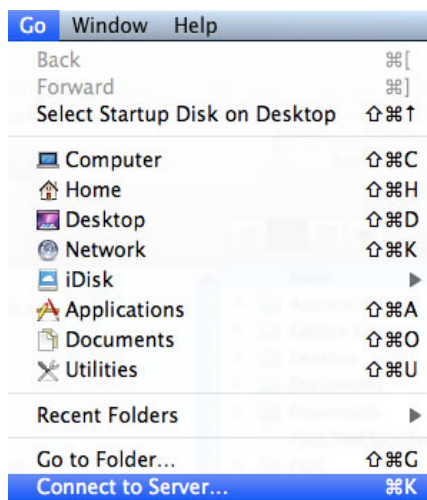 Go Window Help
Back ⌘[
Forward ⌘]
Select Startup Disk on Desktop ⇧⌘↑
Computer ⇧⌘C
Home ⇧⌘H
Desktop ⇧⌘D
Network ⇧⌘K
iDisk ▶
Applications ⇧⌘A
Documents ⇧⌘O
Utilities ⇧⌘U
Recent Folders ▶
Go to Folder... ⇧⌘G
Connect to Server... ⌘K